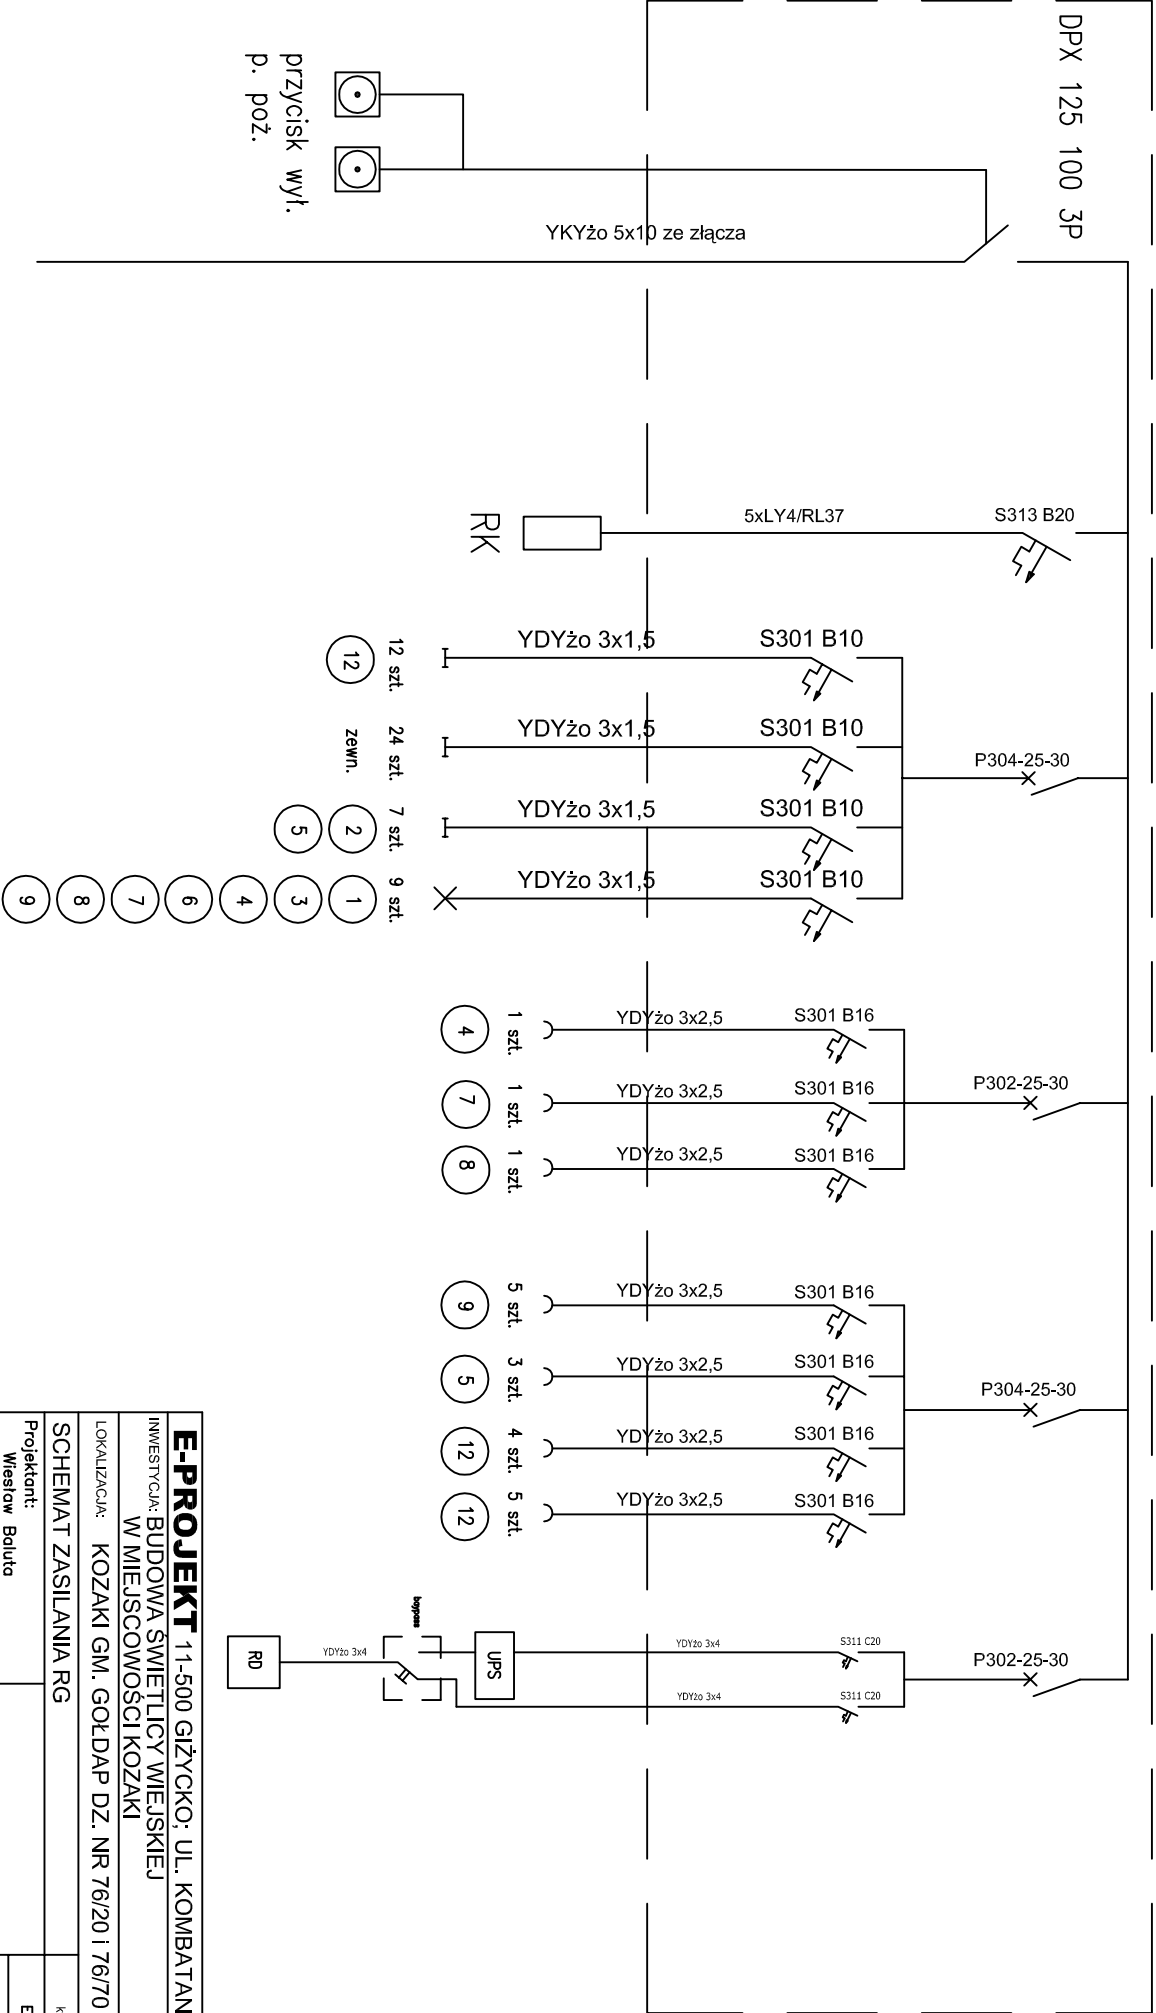 DPX 125 100 3P
przycisk wył.
p. poż.
YKYżo 5x10 ze złącza
5xLY4/RL37
S313 B20
RK
YDYżo 3x1,5
S301 B10
12 szt.
12
YDYżo 3x1,5
S301 B10
24 szt.
zewn.
P304-25-30
YDYżo 3x1,5
S301 B10
7 szt.
2
5
YDYżo 3x1,5
S301 B10
9 szt.
1
3
4
6
7
8
9
YDYżo 3x2,5
S301 B16
1 szt.
4
YDYżo 3x2,5
S301 B16
P302-25-30
1 szt.
7
YDYżo 3x2,5
S301 B16
1 szt.
8
YDYżo 3x2,5
S301 B16
5 szt.
9
YDYżo 3x2,5
S301 B16
3 szt.
5
P304-25-30
YDYżo 3x2,5
S301 B16
4 szt.
12
YDYżo 3x2,5
S301 B16
5 szt.
12
baypass
UPS
RD
YDYżo 3x4
YDYżo 3x4
S311 C20
YDYżo 3x4
S311 C20
P302-25-30
E-PROJEKT 11-500 GIŻYCKO; UL. KOMBATAN
INWESTYCJA: BUDOWA ŚWIETLICY WIEJSKIEJ
W MIEJSCOWOŚCI KOZAKI
LOKALIZACJA: KOZAKI GM. GOŁDAP DZ. NR 76/20 i 76/70
SCHEMAT ZASILANIA RG
Projektant:
Wiesław Baluta